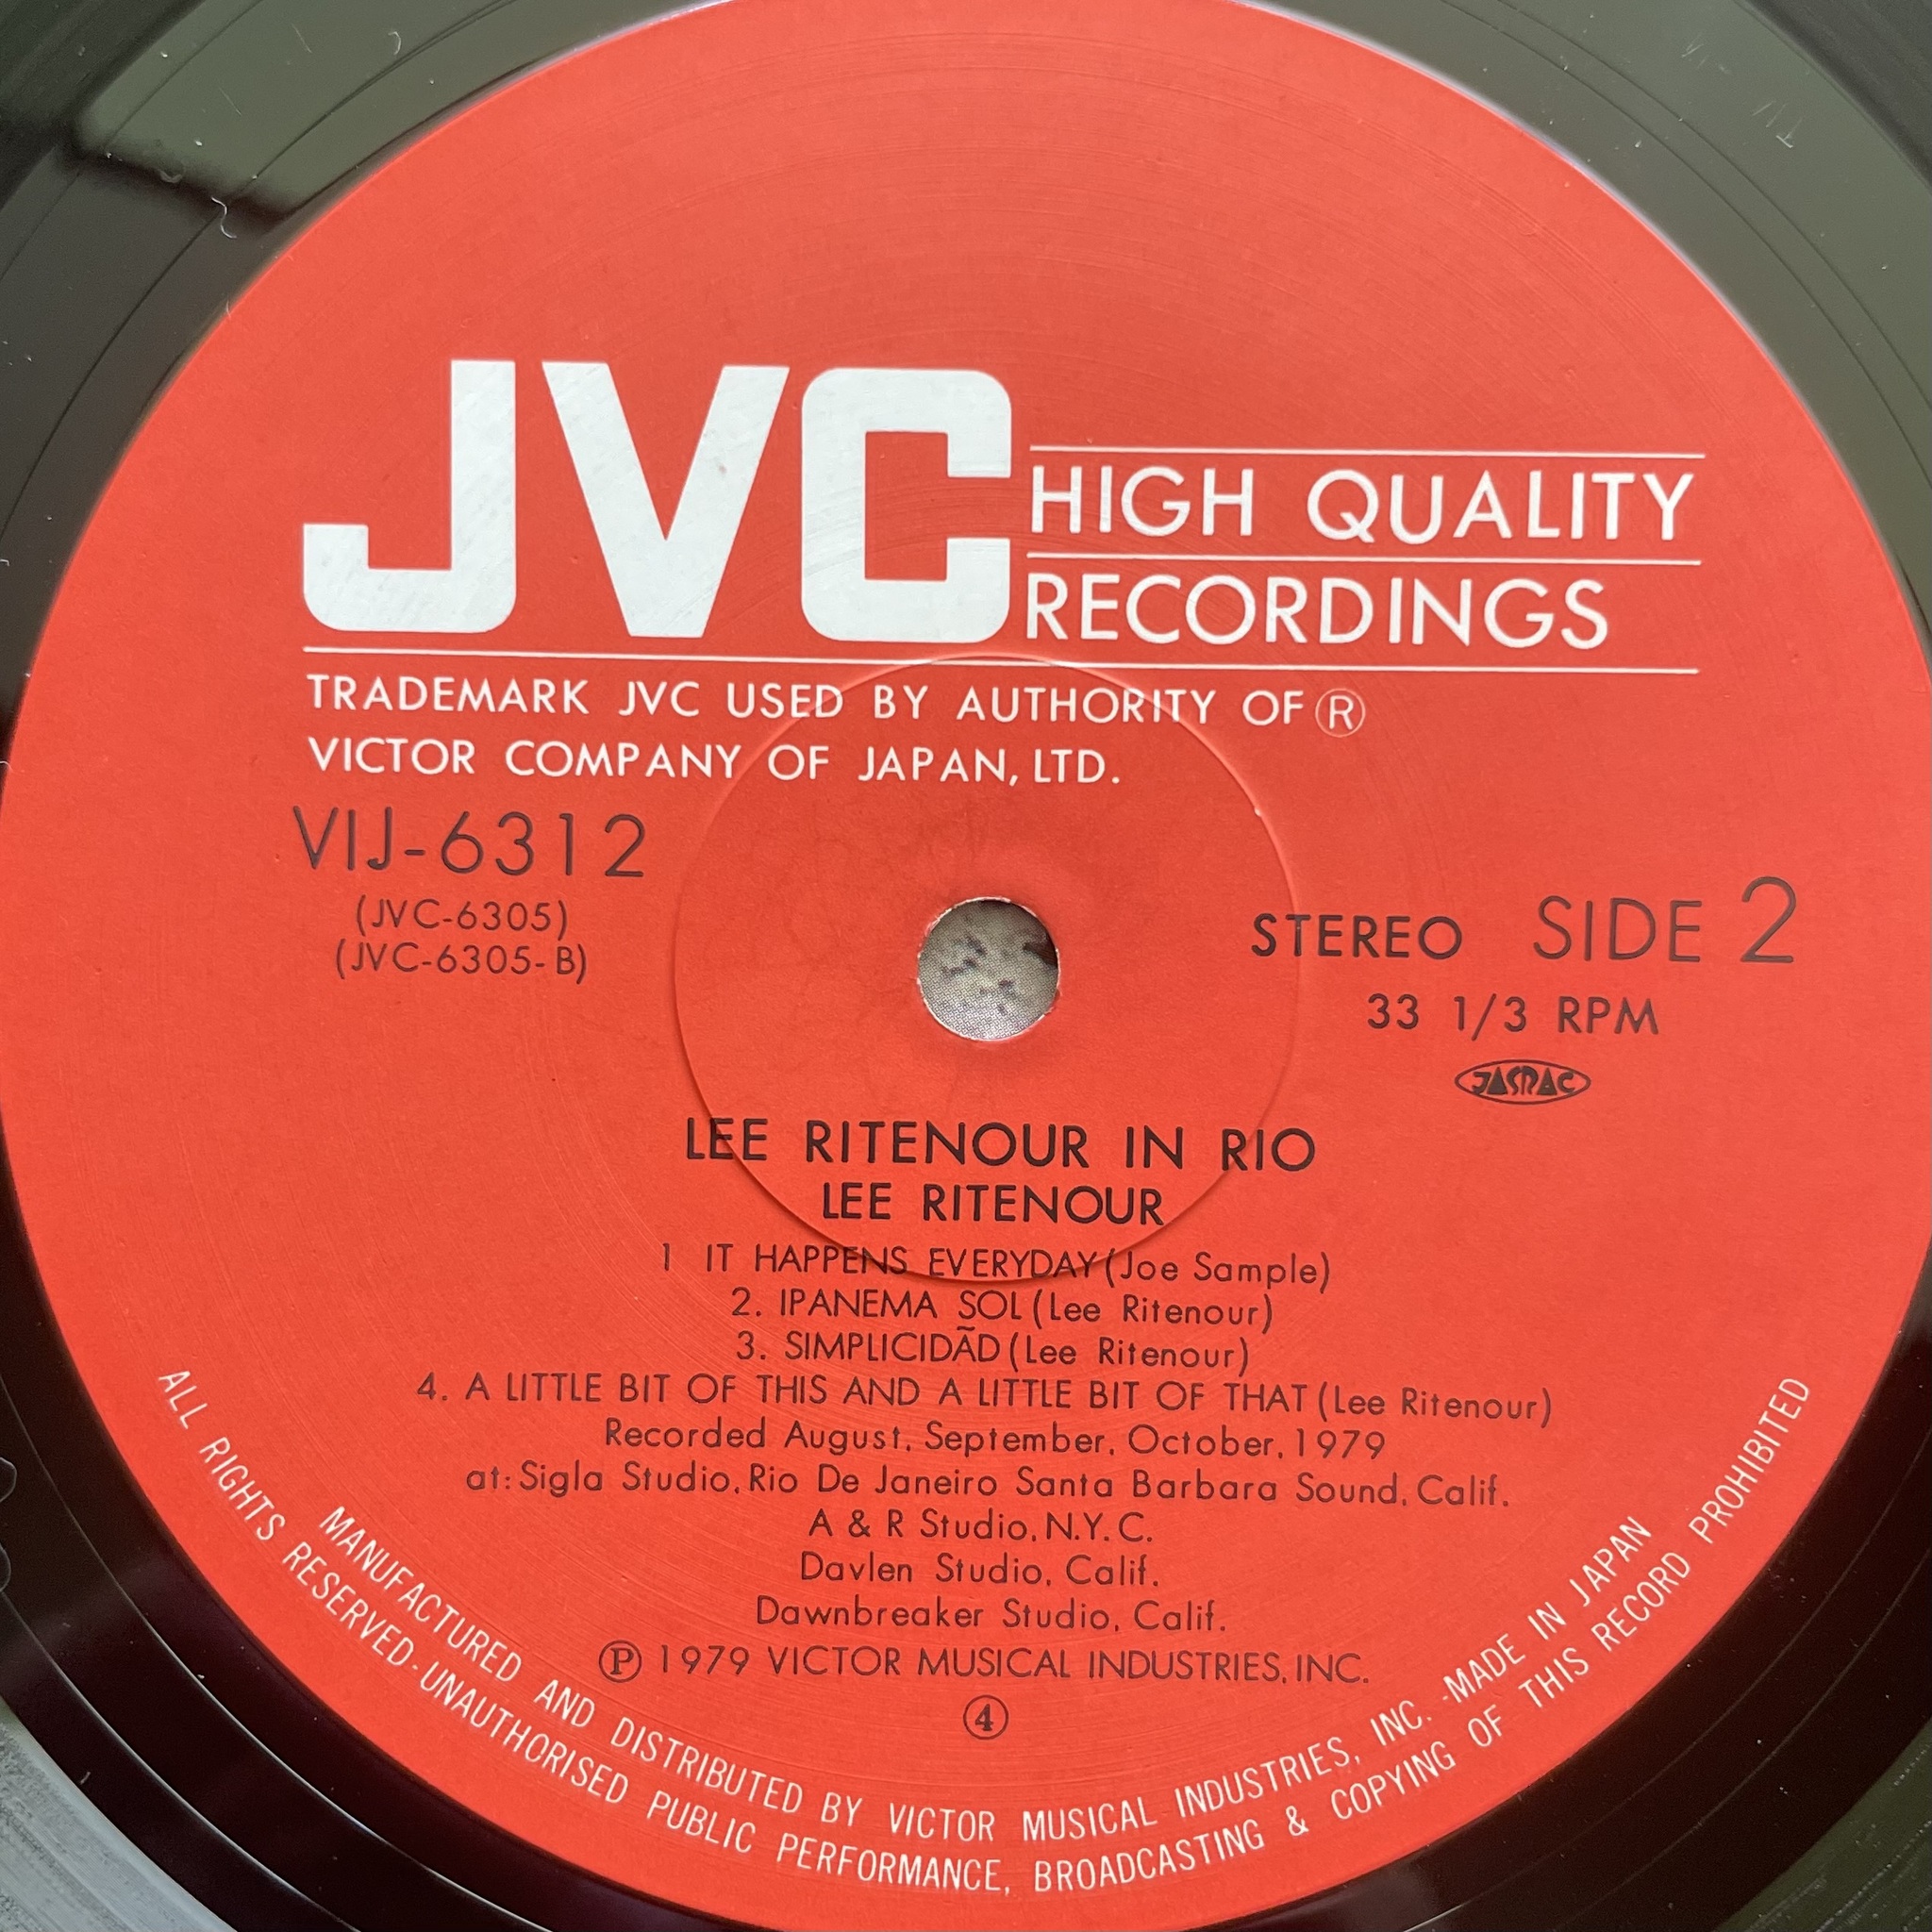 JVC HIGH QUALITY
RECORDINGS
TRADEMARK JVC USED BY AUTHORITY OF Ⓡ
VICTOR COMPANY OF JAPAN, LTD.
VIJ-6312
(JVC-6305)
(JVC-6305-B)
STEREO SIDE 2
33 1/3 RPM
JASRAC
LEE RITENOUR IN RIO
LEE RITENOUR
1 IT HAPPENS EVERYDAY (Joe Sample)
2. IPANEMA SOL (Lee Ritenour)
3. SIMPLICIDÃD (Lee Ritenour)
4. A LITTLE BIT OF THIS AND A LITTLE BIT OF THAT (Lee Ritenour)
Recorded August, September, October, 1979
at: Sigla Studio, Rio De Janeiro Santa Barbara Sound, Calif.
A & R Studio, N.Y.C.
Davlen Studio, Calif.
Dawnbreaker Studio, Calif.
Ⓟ 1979 VICTOR MUSICAL INDUSTRIES, INC.
④
MANUFACTURED AND DISTRIBUTED BY VICTOR MUSICAL INDUSTRIES, INC. -MADE IN JAPAN
ALL RIGHTS RESERVED-UNAUTHORISED PUBLIC PERFORMANCE, BROADCASTING & COPYING OF THIS RECORD PROHIBITED